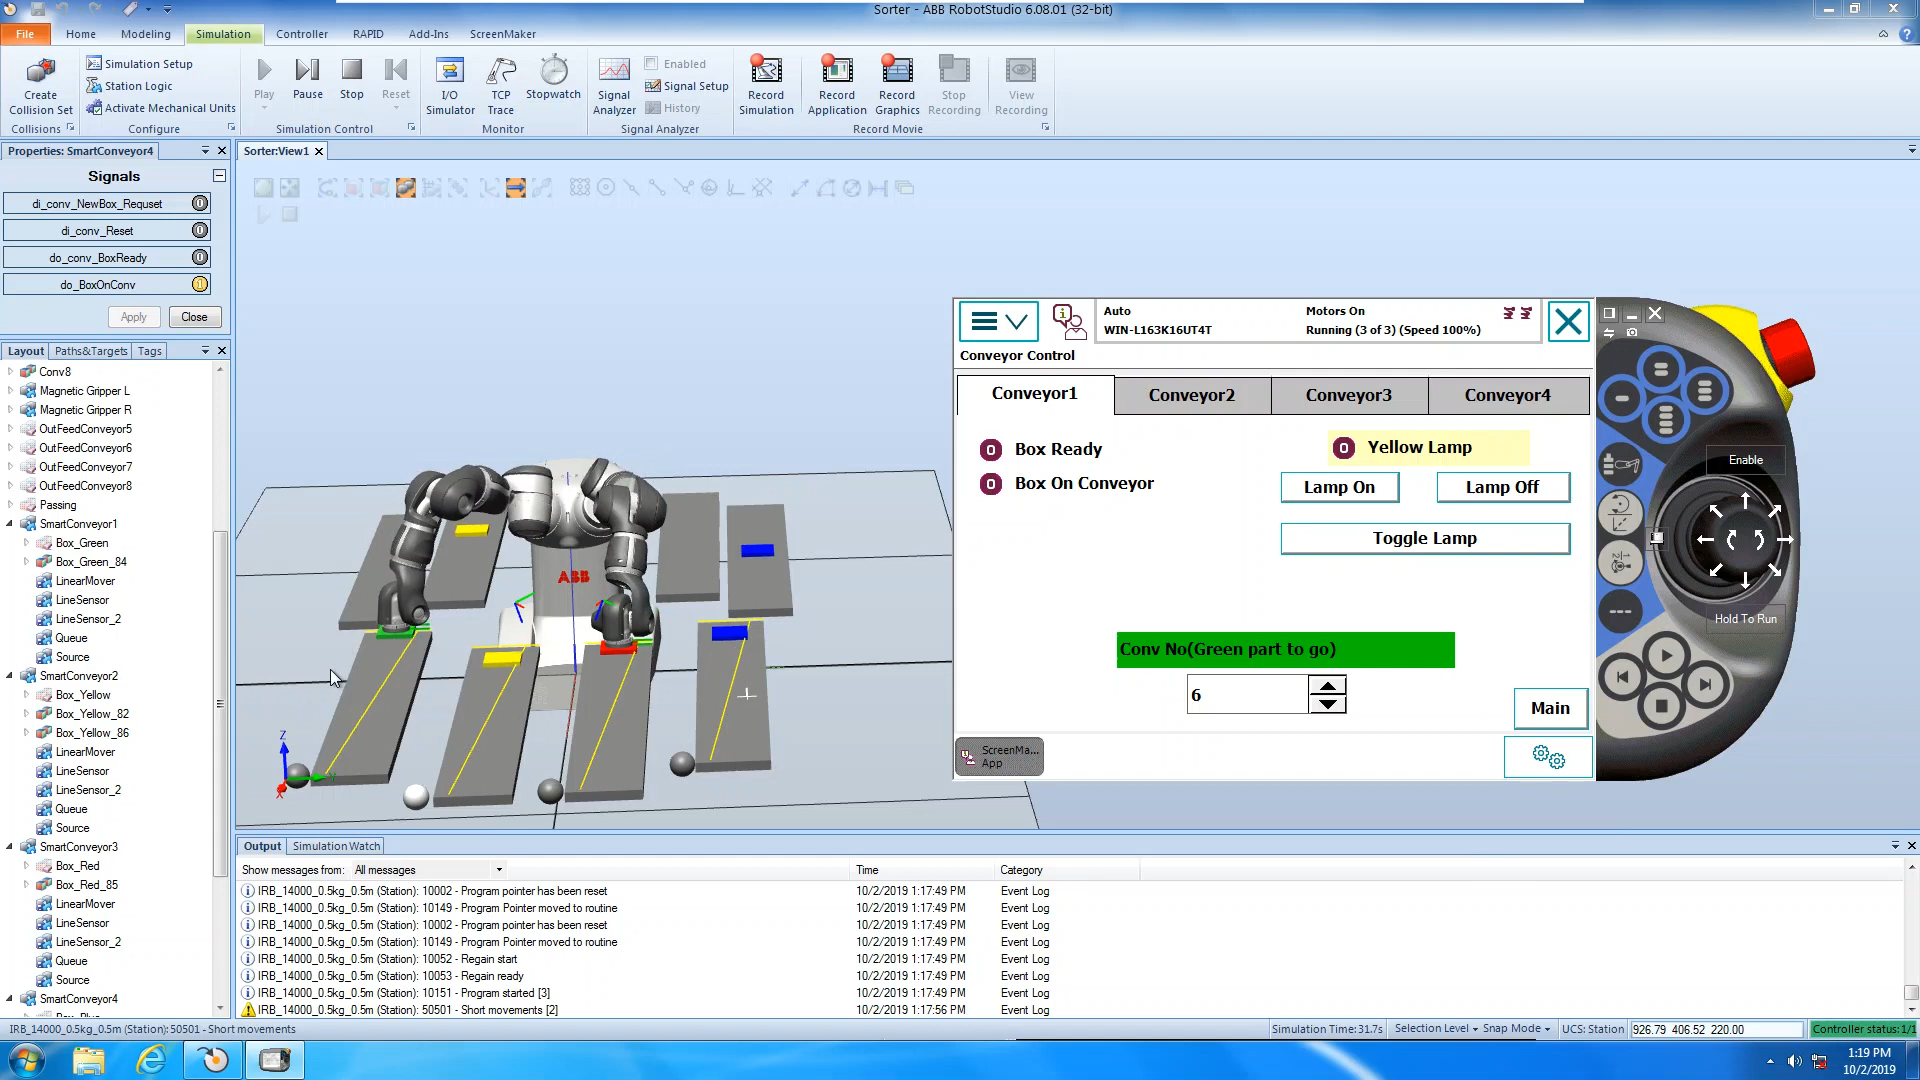 Sorter - ABB RobotStudio 6.08.01 (32-bit)
File
Home
Modeling
Simulation
Controller
RAPID
Add-Ins
ScreenMaker
Create
Collision Set
Collisions
Simulation Setup
Station Logic
Activate Mechanical Units
Configure
Play
Pause
Stop
Reset
Simulation Control
I/O
Simulator
TCP
Trace
Stopwatch
Monitor
Signal
Analyzer
Enabled
Signal Setup
History
Signal Analyzer
Record
Simulation
Record
Application
Record
Graphics
Stop
Recording
View
Recording
Record Movie
Properties: SmartConveyor4
Signals
di_conv_NewBox_Requset 0
di_conv_Reset 0
do_conv_BoxReady 0
do_BoxOnConv 1
Apply
Close
Layout
Paths&Targets
Tags
Conv8
Magnetic Gripper L
Magnetic Gripper R
OutFeedConveyor5
OutFeedConveyor6
OutFeedConveyor7
OutFeedConveyor8
Passing
SmartConveyor1
Box_Green
Box_Green_84
LinearMover
LineSensor
LineSensor_2
Queue
Source
SmartConveyor2
Box_Yellow
Box_Yellow_82
Box_Yellow_86
LinearMover
LineSensor
LineSensor_2
Queue
Source
SmartConveyor3
Box_Red
Box_Red_85
LinearMover
LineSensor
LineSensor_2
Queue
Source
SmartConveyor4
Sorter:View1
ABB
Z
Auto
WIN-L163K16UT4T
Motors On
Running (3 of 3) (Speed 100%)
Conveyor Control
Conveyor1
Conveyor2
Conveyor3
Conveyor4
0 Box Ready
0 Box On Conveyor
0 Yellow Lamp
Lamp On
Lamp Off
Toggle Lamp
Conv No(Green part to go)
6
Main
ScreenMa...
App
Enable
Hold To Run
Output
Simulation Watch
Show messages from: All messages
Time
Category
IRB_14000_0.5kg_0.5m (Station): 10002 - Program pointer has been reset 10/2/2019 1:17:49 PM Event Log
IRB_14000_0.5kg_0.5m (Station): 10149 - Program Pointer moved to routine 10/2/2019 1:17:49 PM Event Log
IRB_14000_0.5kg_0.5m (Station): 10002 - Program pointer has been reset 10/2/2019 1:17:49 PM Event Log
IRB_14000_0.5kg_0.5m (Station): 10149 - Program Pointer moved to routine 10/2/2019 1:17:49 PM Event Log
IRB_14000_0.5kg_0.5m (Station): 10052 - Regain start 10/2/2019 1:17:49 PM Event Log
IRB_14000_0.5kg_0.5m (Station): 10053 - Regain ready 10/2/2019 1:17:49 PM Event Log
IRB_14000_0.5kg_0.5m (Station): 10151 - Program started [3] 10/2/2019 1:17:49 PM Event Log
IRB_14000_0.5kg_0.5m (Station): 50501 - Short movements [2] 10/2/2019 1:17:56 PM Event Log
IRB_14000_0.5kg_0.5m (Station): 50501 - Short movements
Simulation Time: 31.7s
Selection Level
Snap Mode
UCS: Station
926.79 406.52 220.00
Controller status: 1/1
1:19 PM
10/2/2019